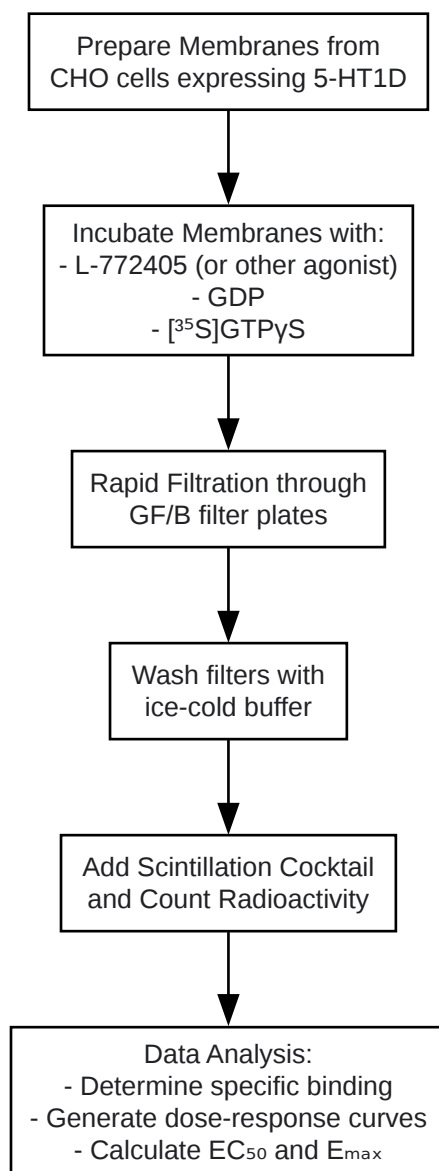 Prepare Membranes from
CHO cells expressing 5-HT1D
Incubate Membranes with:
- L-772405 (or other agonist)
- GDP
- [³⁵S]GTPγS
Rapid Filtration through
GF/B filter plates
Wash filters with
ice-cold buffer
Add Scintillation Cocktail
and Count Radioactivity
Data Analysis:
- Determine specific binding
- Generate dose-response curves
- Calculate EC₅₀ and Eₘₐₓ